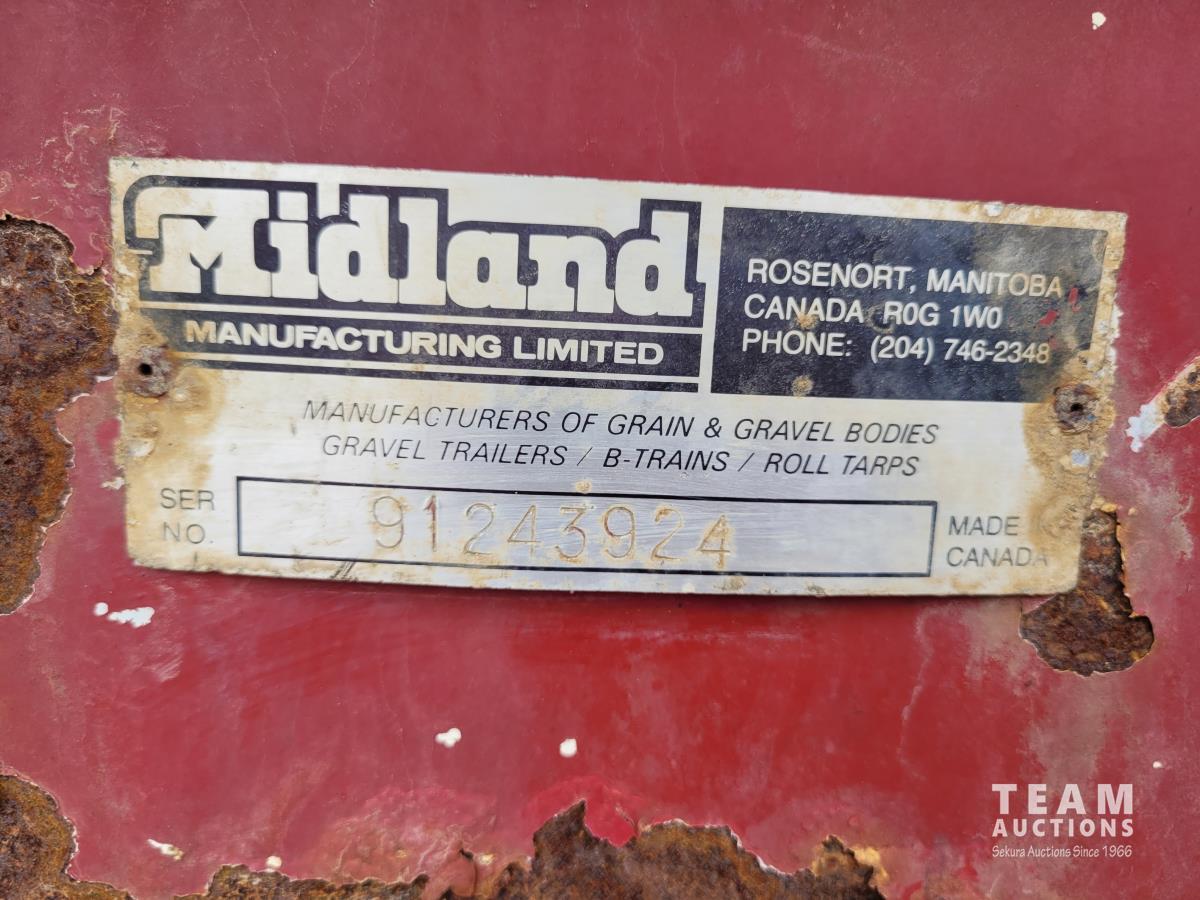 Midland
MANUFACTURING LIMITED
ROSENORT, MANITOBA
CANADA R0G 1W0
PHONE: (204) 746-2348
MANUFACTURERS OF GRAIN & GRAVEL BODIES
GRAVEL TRAILERS / B-TRAINS / ROLL TARPS
SER
NO.
91243924
MADE IN
CANADA
TEAM
AUCTIONS
Sekura Auctions Since 1966